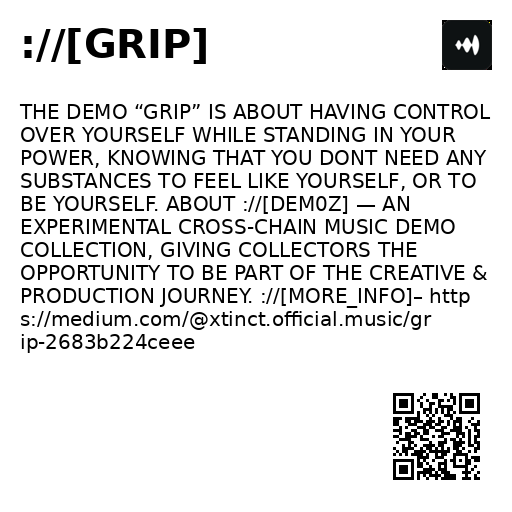 ://[GRIP]
THE DEMO “GRIP” IS ABOUT HAVING CONTROL
OVER YOURSELF WHILE STANDING IN YOUR
POWER, KNOWING THAT YOU DONT NEED ANY
SUBSTANCES TO FEEL LIKE YOURSELF, OR TO
BE YOURSELF. ABOUT ://[DEM0Z] — AN
EXPERIMENTAL CROSS-CHAIN MUSIC DEMO
COLLECTION, GIVING COLLECTORS THE
OPPORTUNITY TO BE PART OF THE CREATIVE &
PRODUCTION JOURNEY. ://[MORE_INFO]– http
s://medium.com/@xtinct.official.music/gr
ip-2683b224ceee